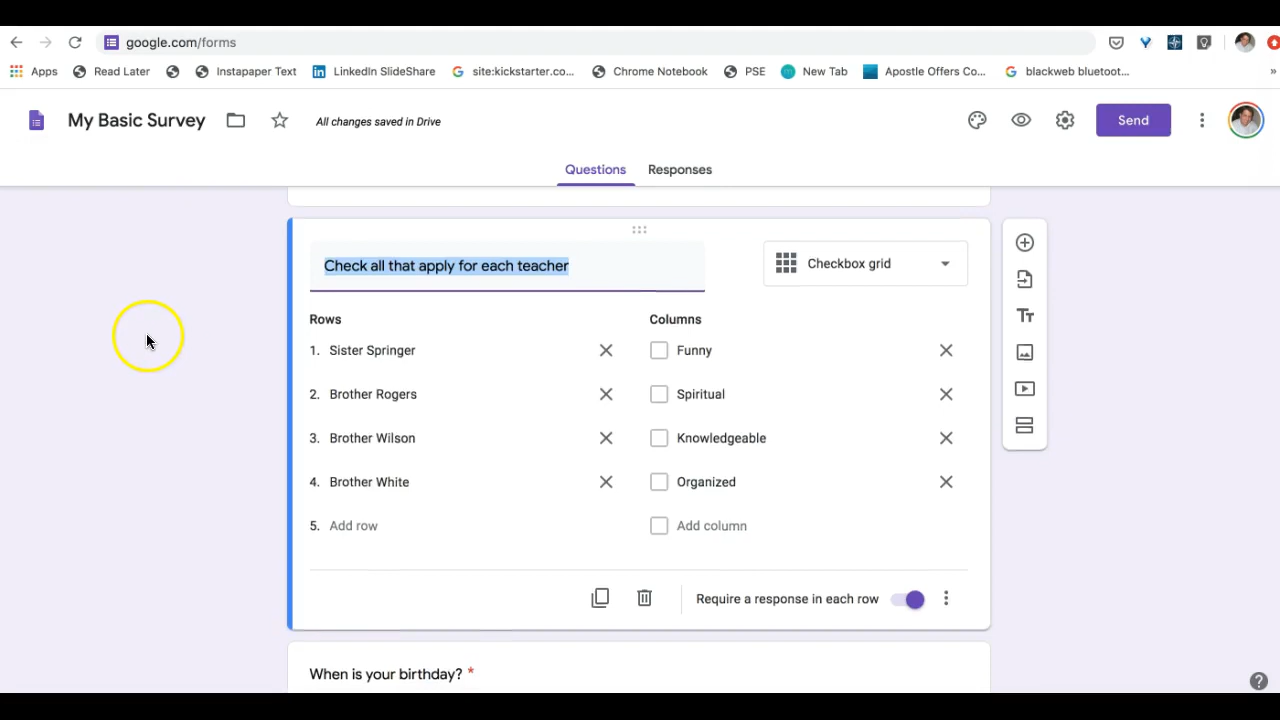 google.com/forms
Apps Read Later Instapaper Text LinkedIn SlideShare site:kickstarter.co... Chrome Notebook PSE New Tab Apostle Offers Co... blackweb bluetoot... »
My Basic Survey All changes saved in Drive Send
Questions Responses
Check all that apply for each teacher Checkbox grid
Rows Columns
1. Sister Springer Funny
2. Brother Rogers Spiritual
3. Brother Wilson Knowledgeable
4. Brother White Organized
5. Add row Add column
Require a response in each row
When is your birthday? *